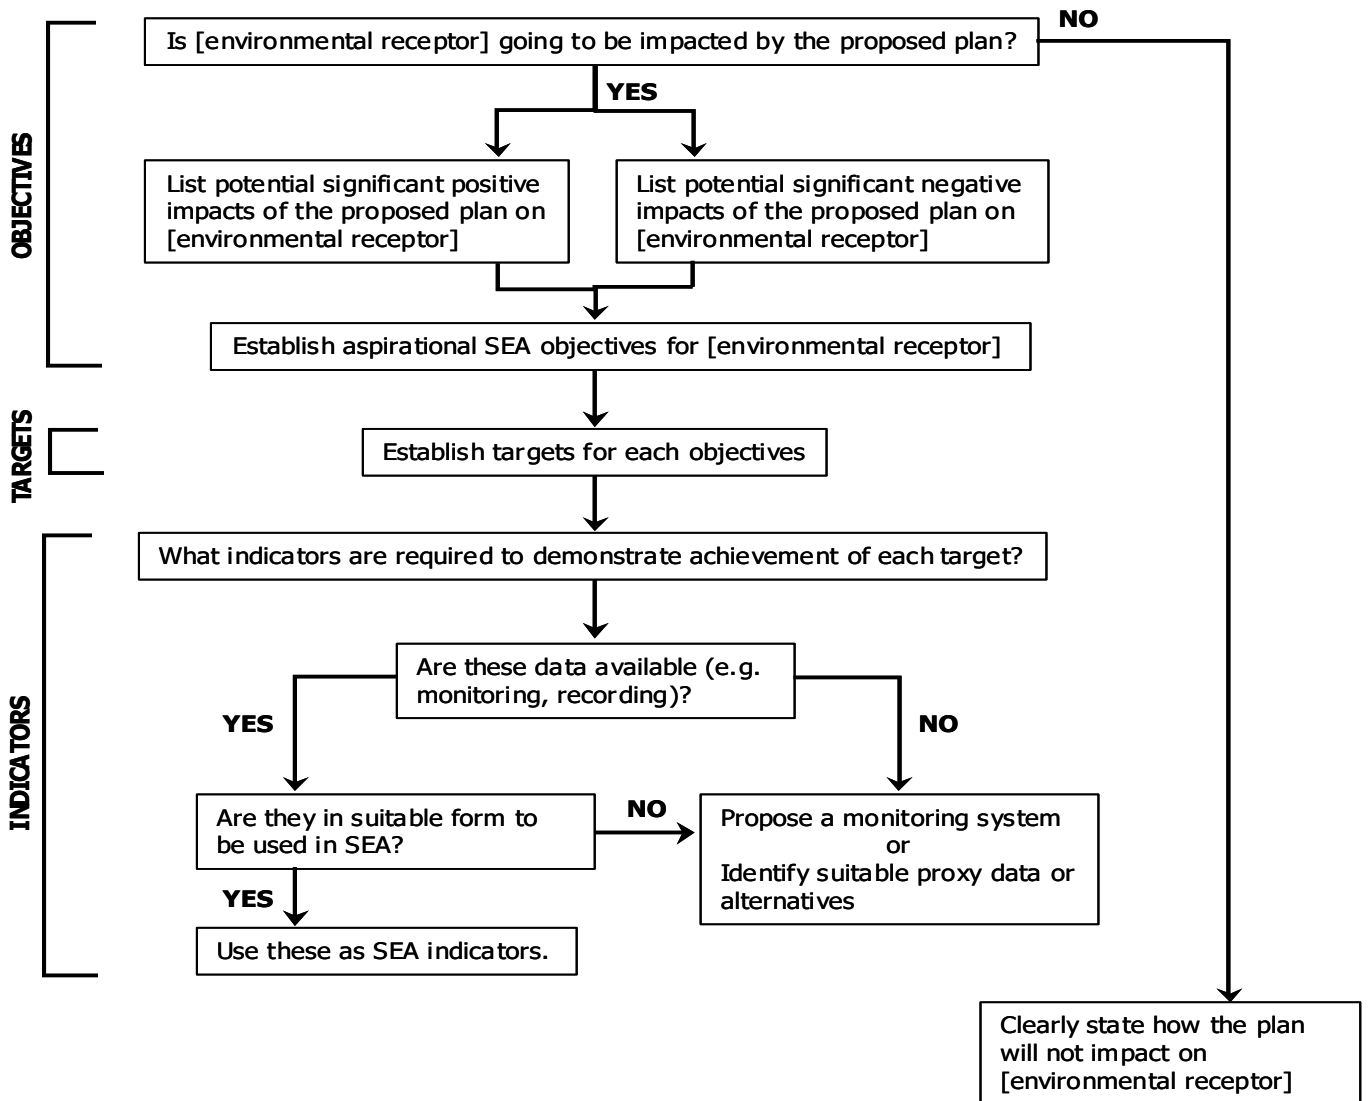 NO
Is [environmental receptor] going to be impacted by the proposed plan?
YES
OBJECTIVES
List potential significant positive
impacts of the proposed plan on
[environmental receptor]
List potential significant negative
impacts of the proposed plan on
[environmental receptor]
Establish aspirational SEA objectives for [environmental receptor]
TARGETS
Establish targets for each objectives
What indicators are required to demonstrate achievement of each target?
INDICATORS
Are these data available (e.g.
monitoring, recording)?
YES
NO
Are they in suitable form to
be used in SEA?
NO
Propose a monitoring system
or
Identify suitable proxy data or
alternatives
YES
Use these as SEA indicators.
Clearly state how the plan
will not impact on
[environmental receptor]